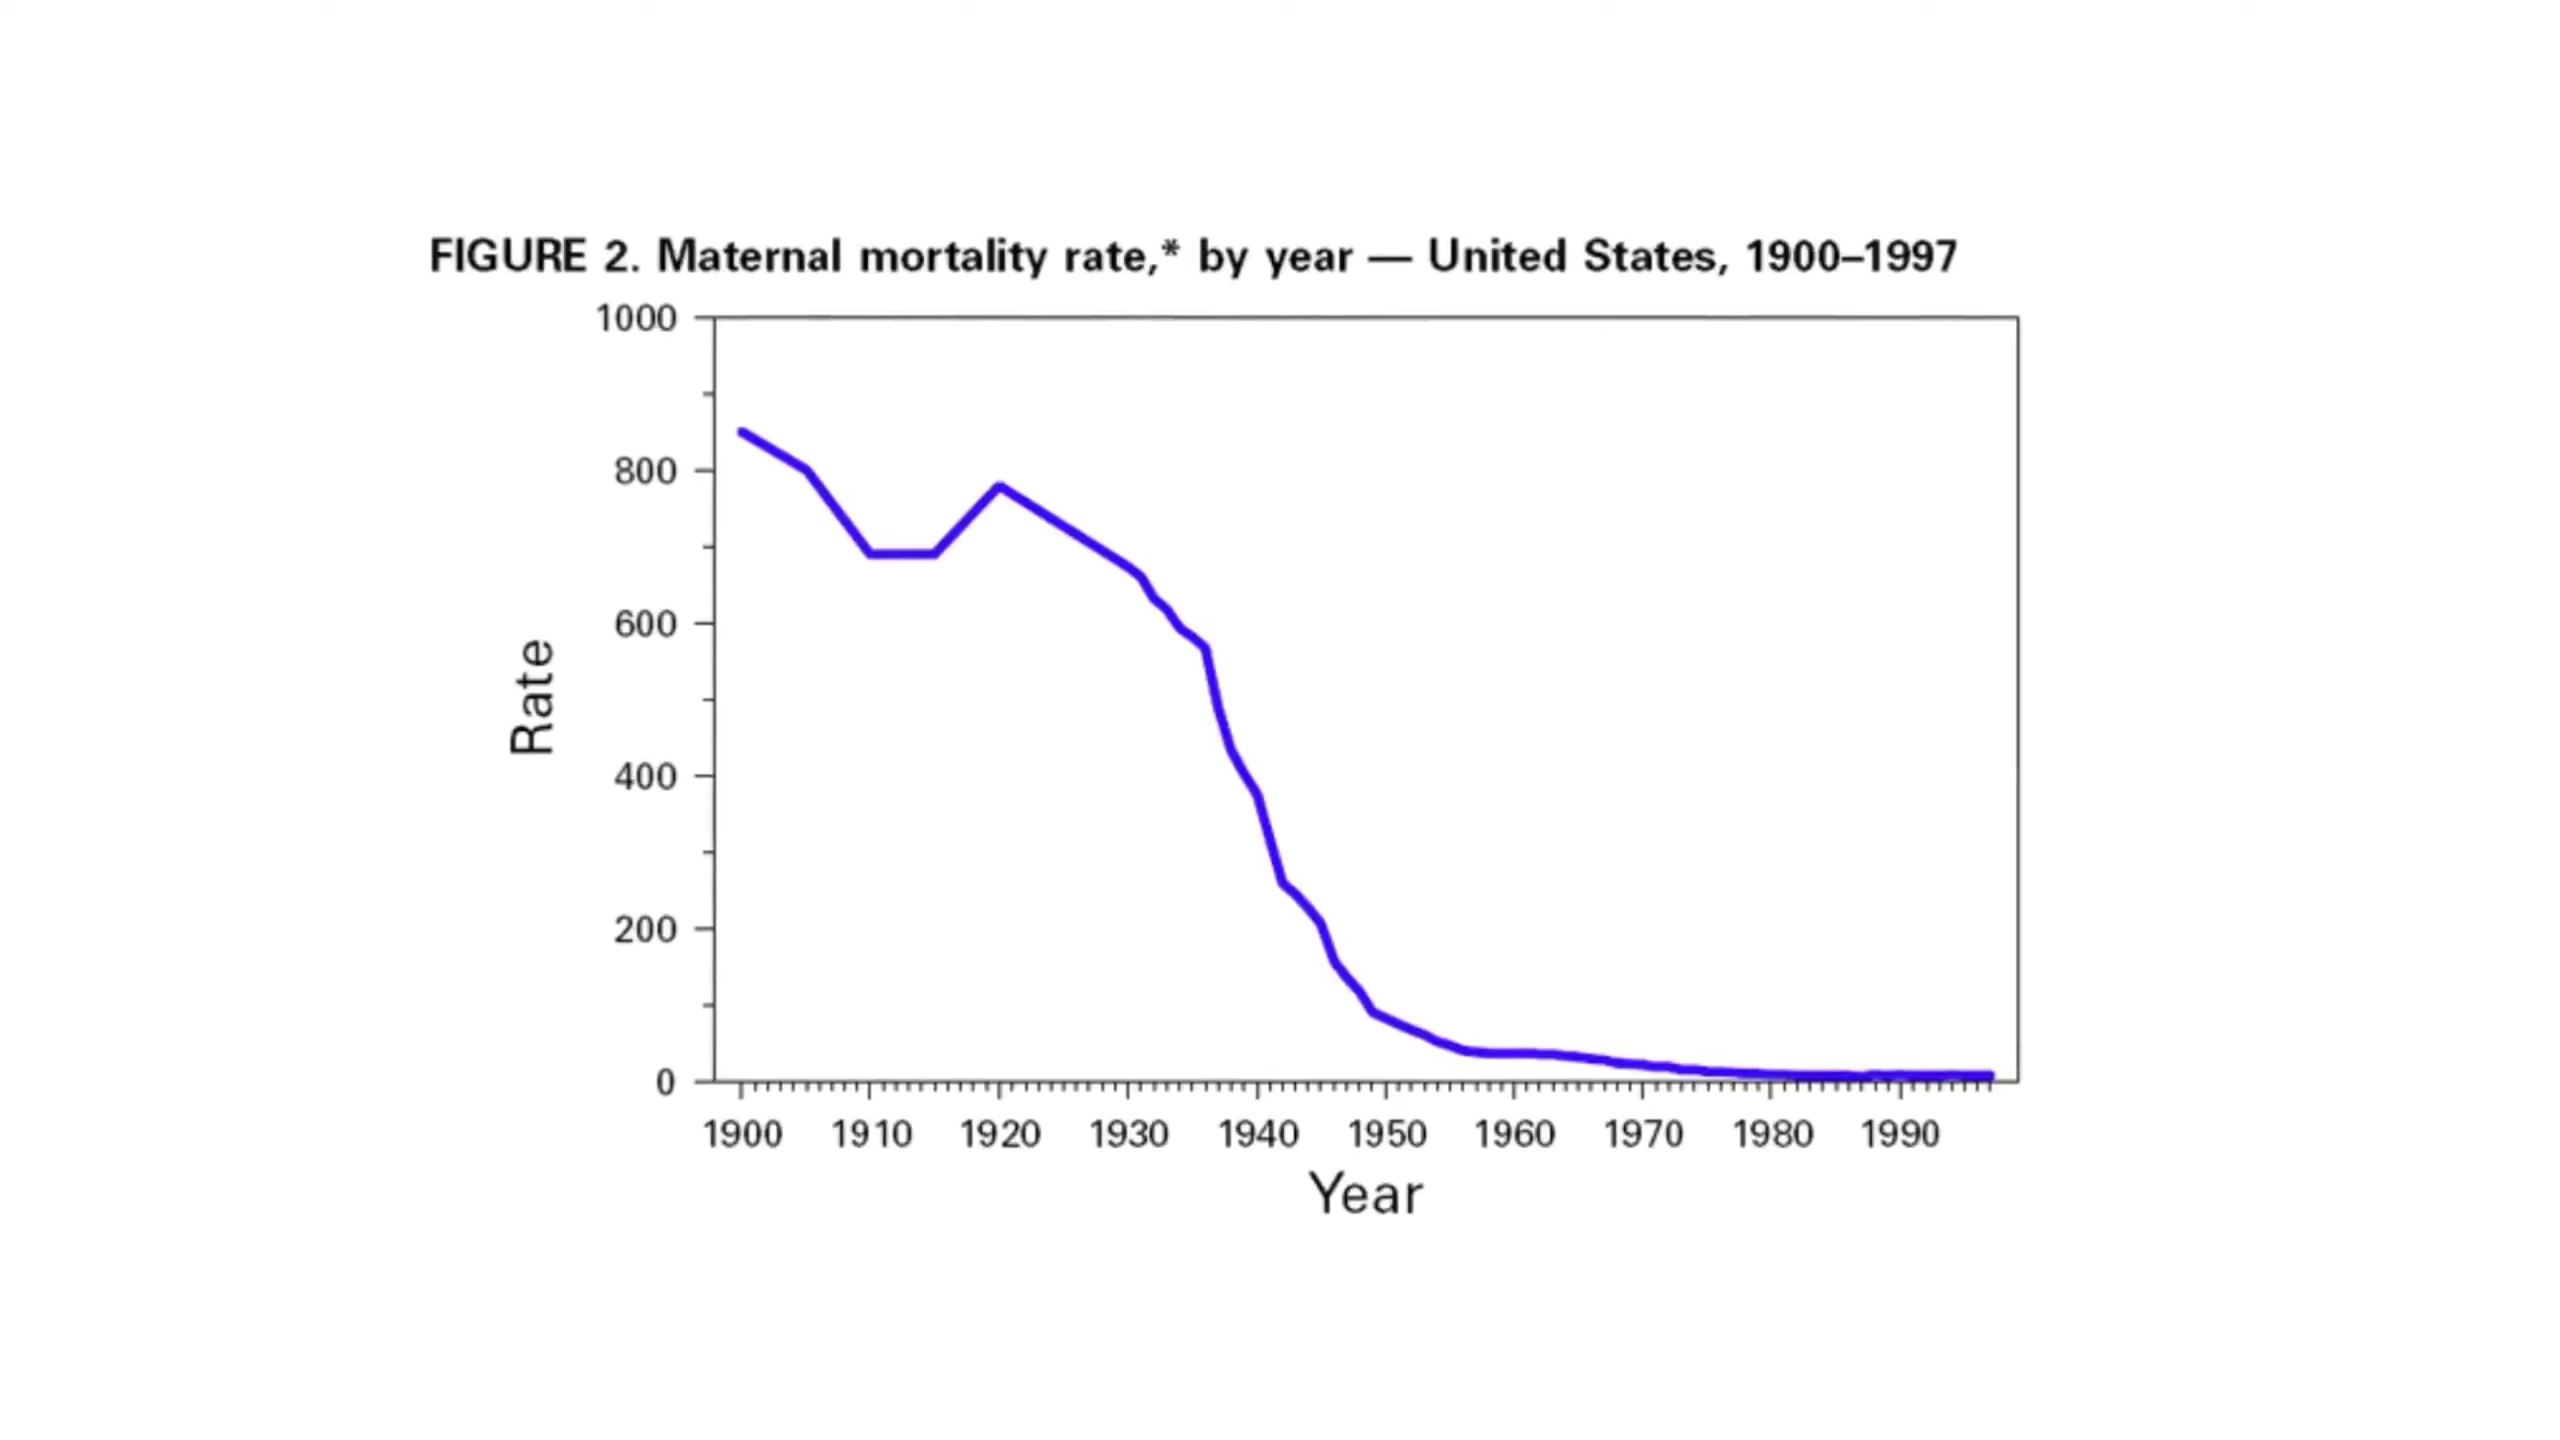 FIGURE 2. Maternal mortality rate,* by year — United States, 1900–1997
1000
800
600
400
200
0
Rate
1900 1910 1920 1930 1940 1950 1960 1970 1980 1990
Year